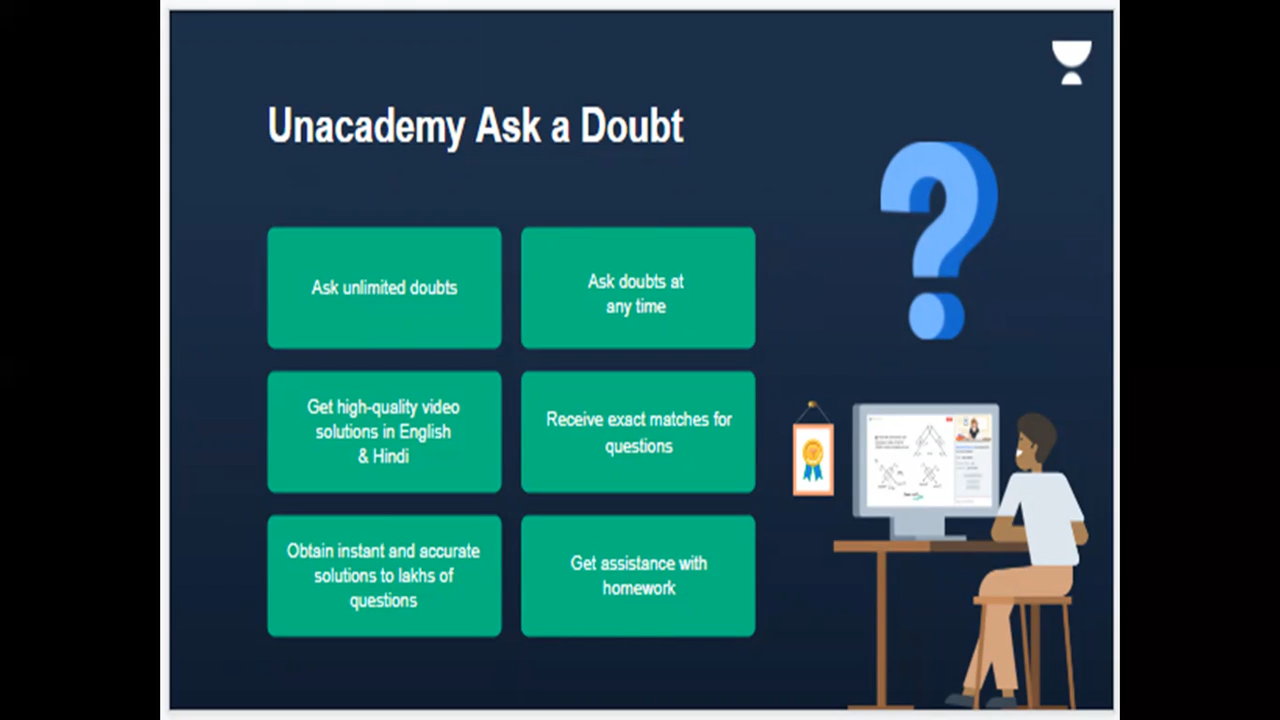 Unacademy Ask a Doubt
Ask unlimited doubts
Ask doubts at
any time
Get high-quality video
solutions in English
& Hindi
Receive exact matches for
questions
Obtain instant and accurate
solutions to lakhs of
questions
Get assistance with
homework